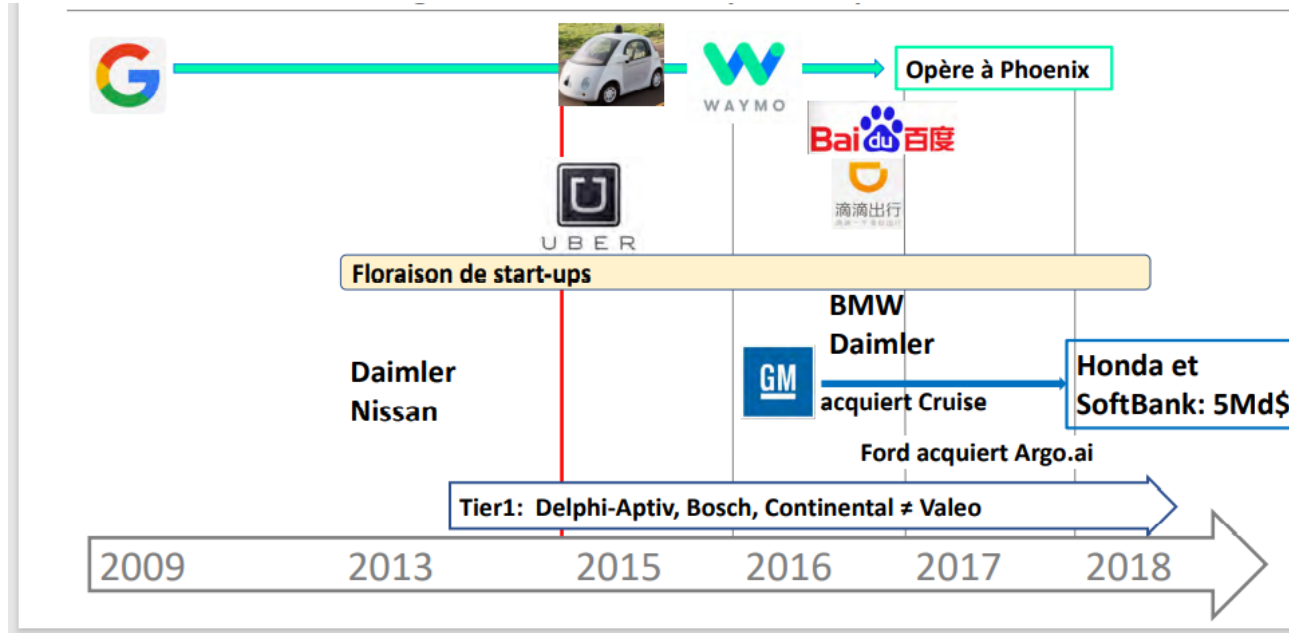 G
WAYMO
Opère à Phoenix
Bai du 百度
滴滴出行
U
UBER
Floraison de start-ups
BMW
Daimler
Daimler
Nissan
GM
acquiert Cruise
Honda et
SoftBank: 5Md$
Ford acquiert Argo.ai
Tier1: Delphi-Aptiv, Bosch, Continental ≠ Valeo
2009 2013 2015 2016 2017 2018